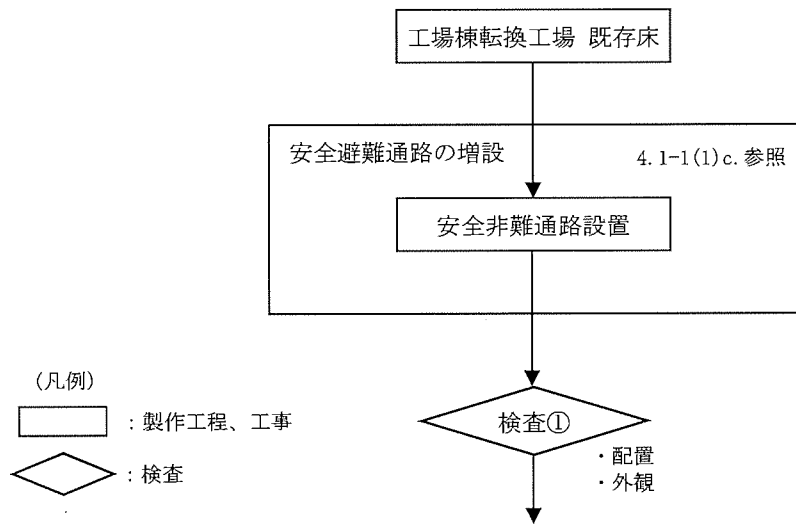 工場棟転換工場 既存床
安全避難通路の増設
4.1-1(1)c.参照
安全非難通路設置
検査①
・配置
・外観
(凡例)
：製作工程、工事
：検査